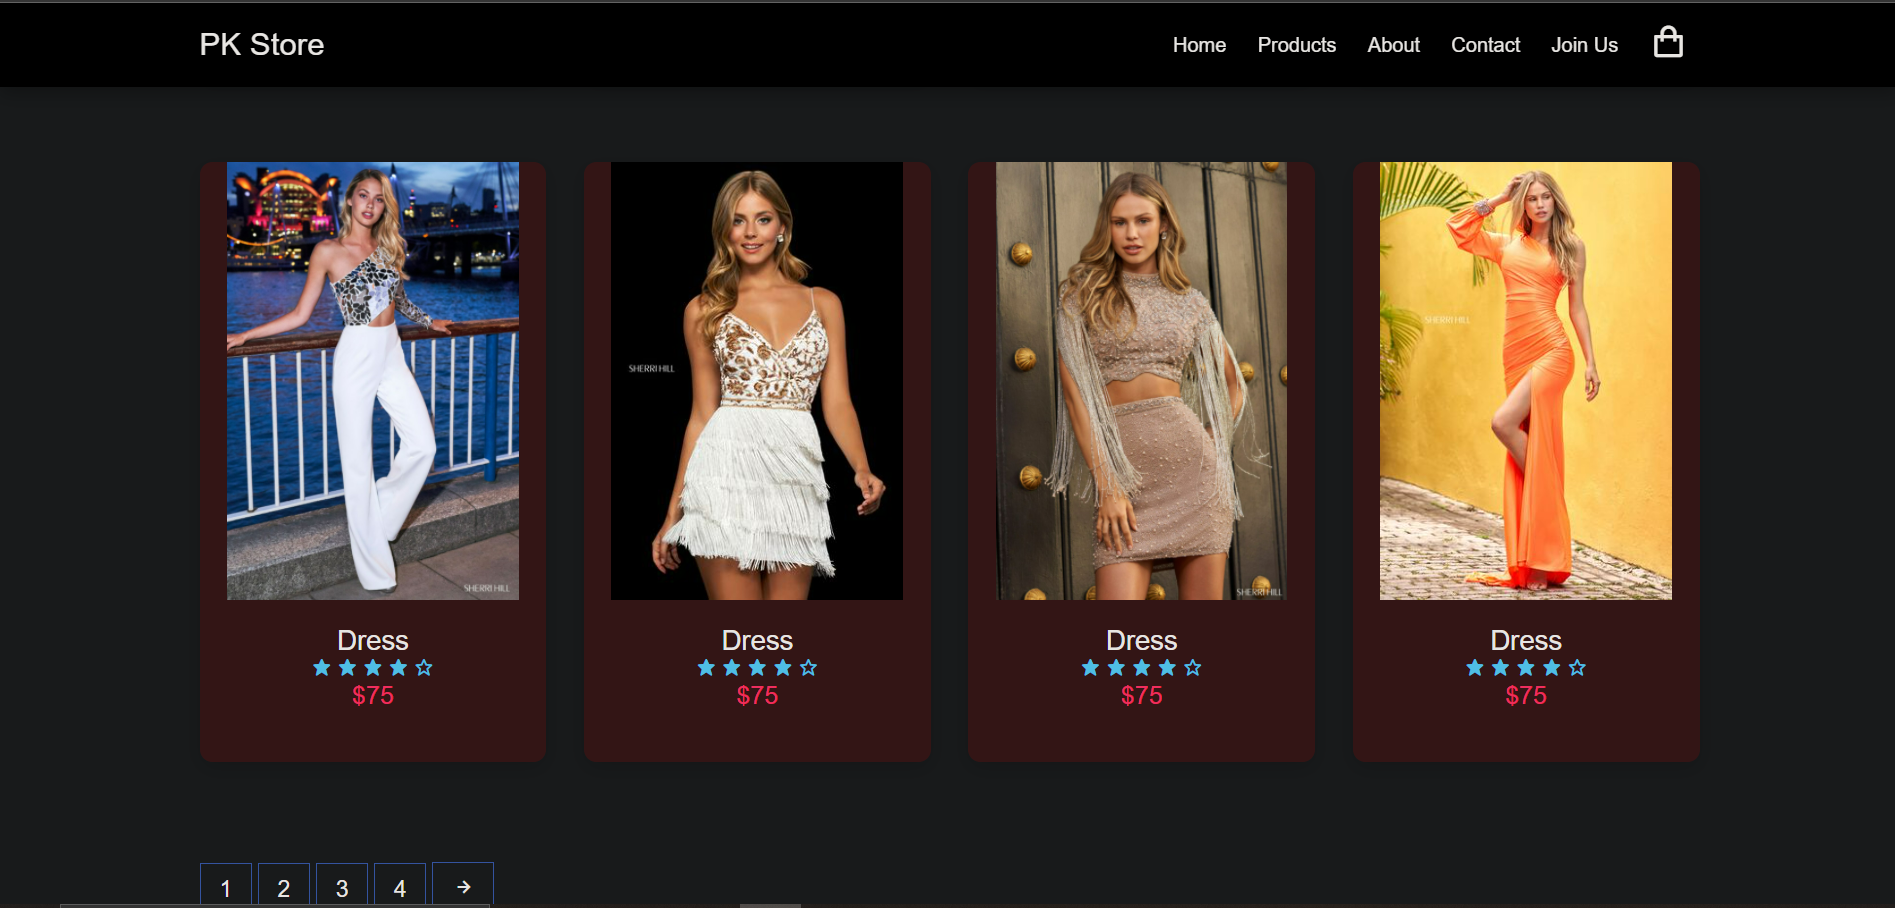 PK Store
Home Products About Contact Join Us
SHERRI HILL
SHERRI HILL
SHERRI HILL
SHERRI HILL
Dress
$75
Dress
$75
Dress
$75
Dress
$75
1 2 3 4 →